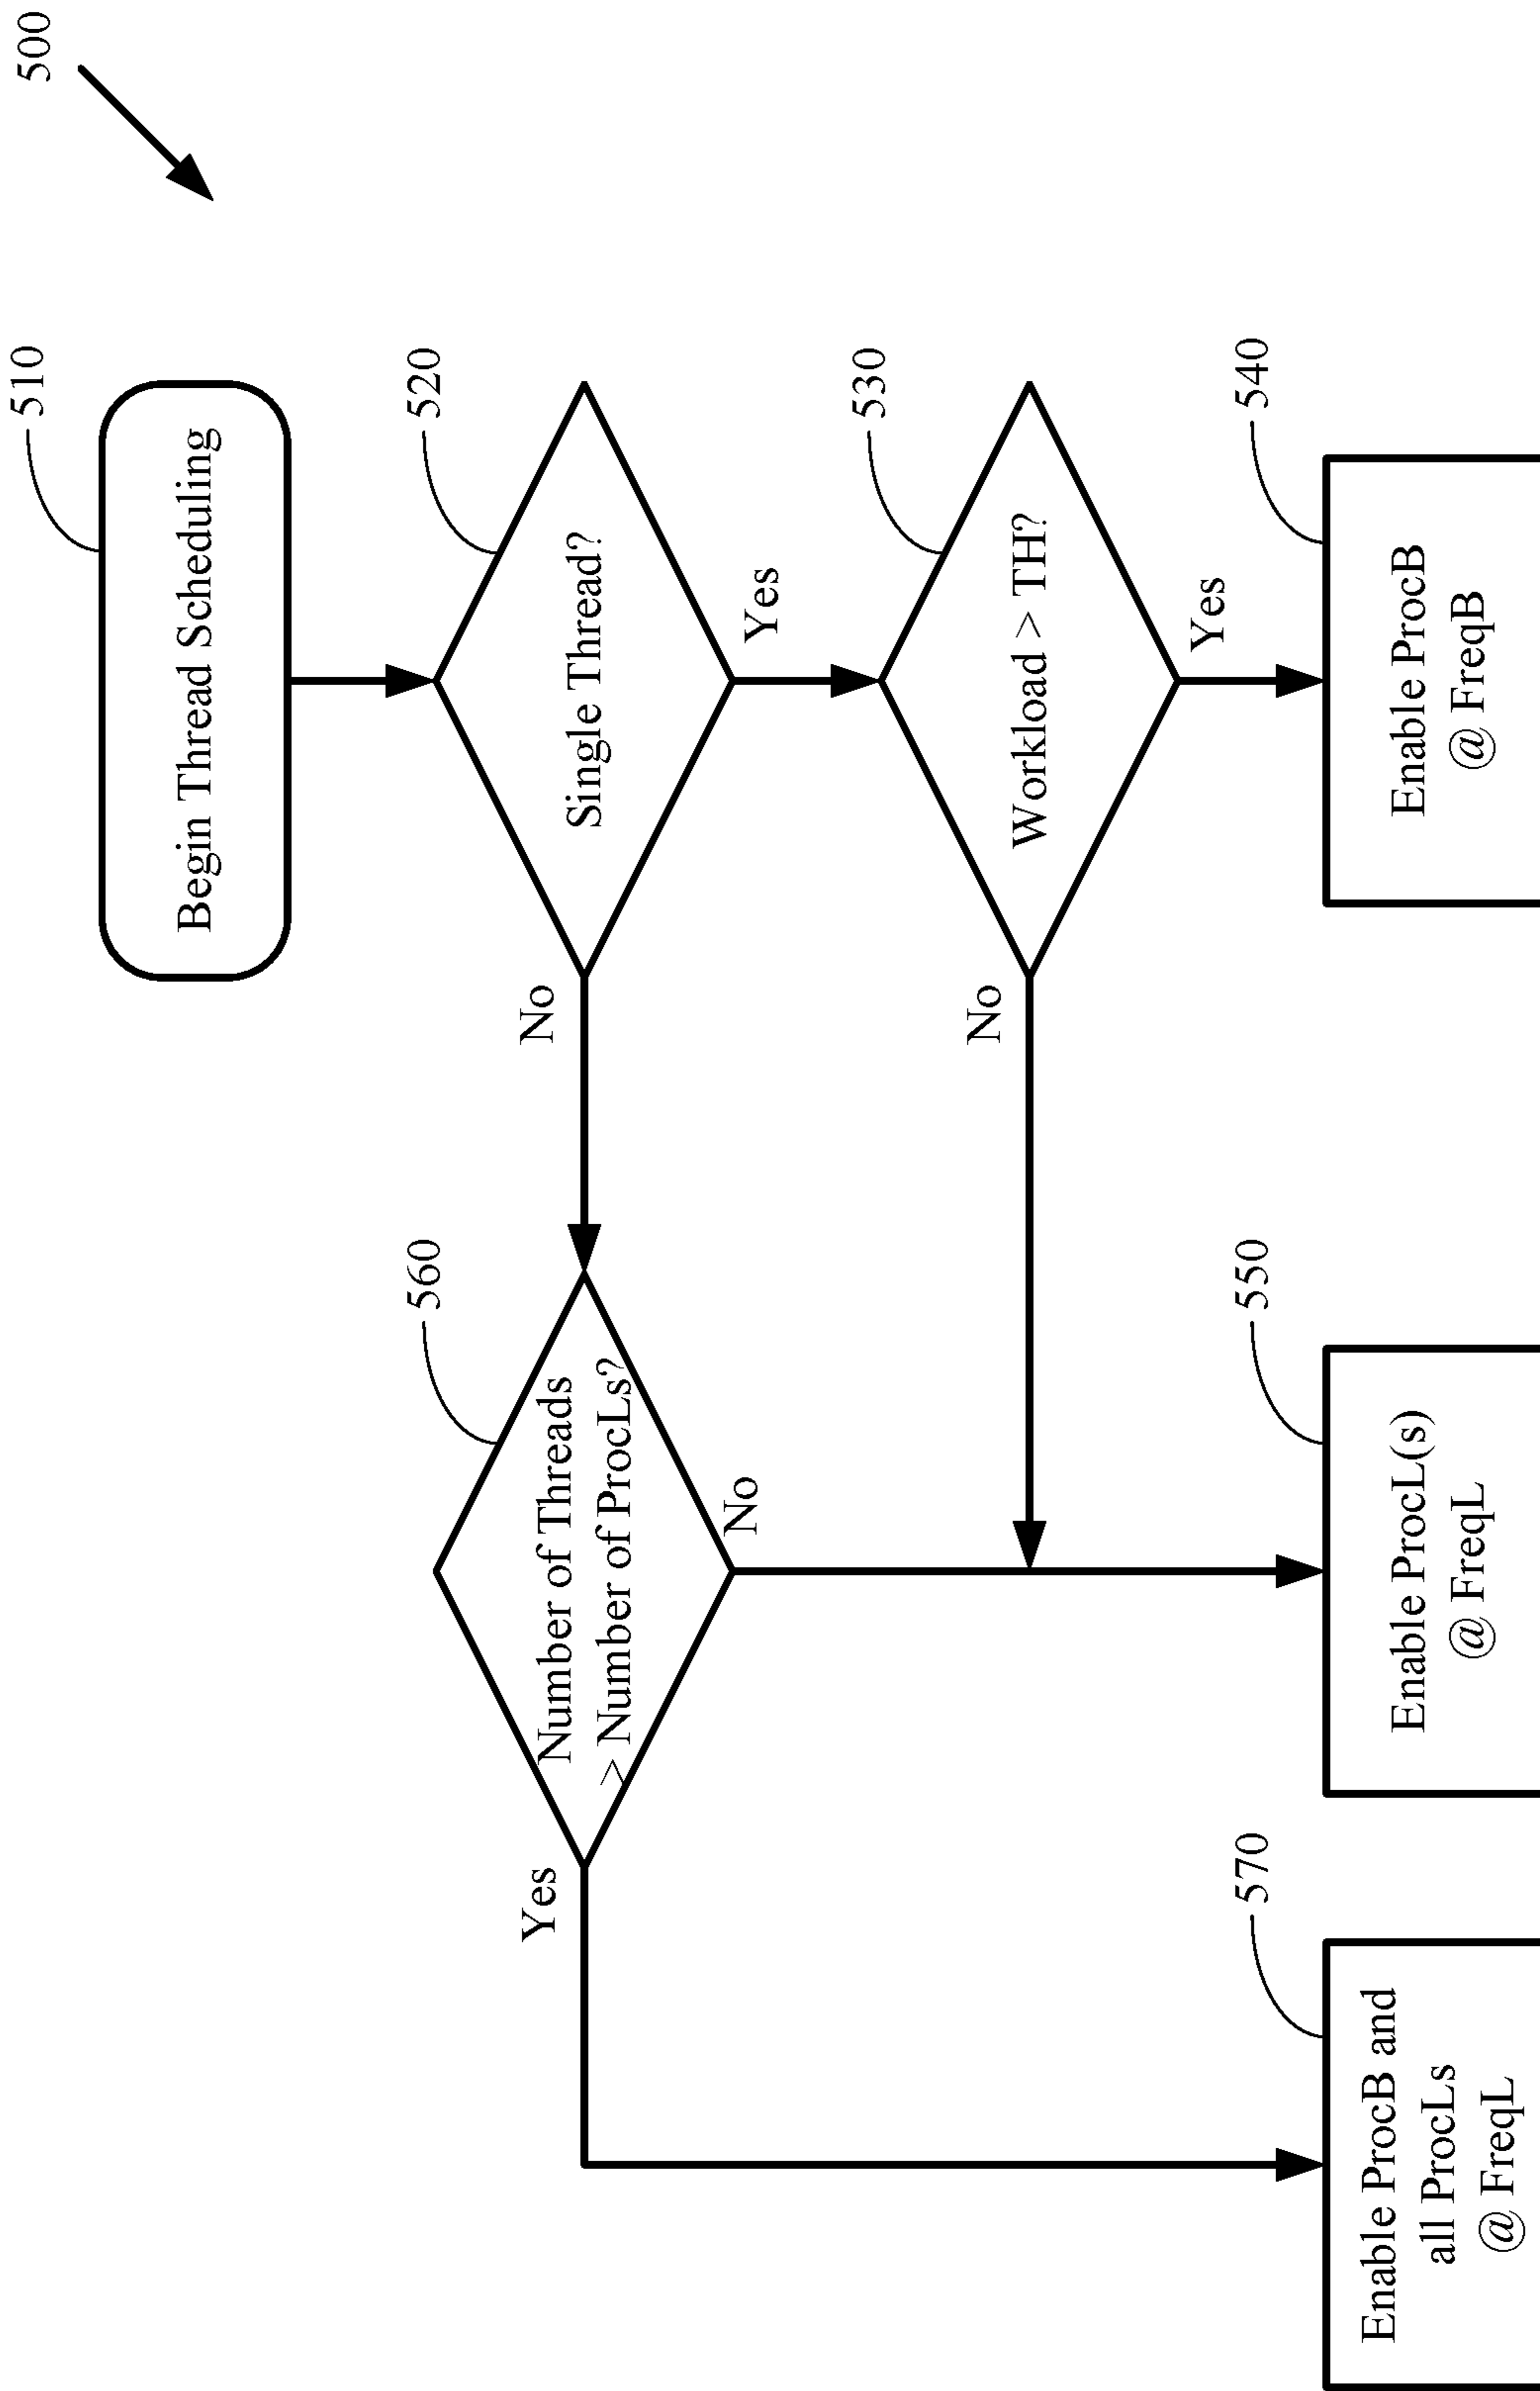 500
510
Begin Thread Scheduling
520
Single Thread?
Yes
No
530
Workload > TH?
Yes
No
540
Enable ProcB
@ FreqB
560
Number of Threads
> Number of ProcLs?
No
Yes
550
Enable ProcL(s)
@ FreqL
570
Enable ProcB and
all ProcLs
@ FreqL